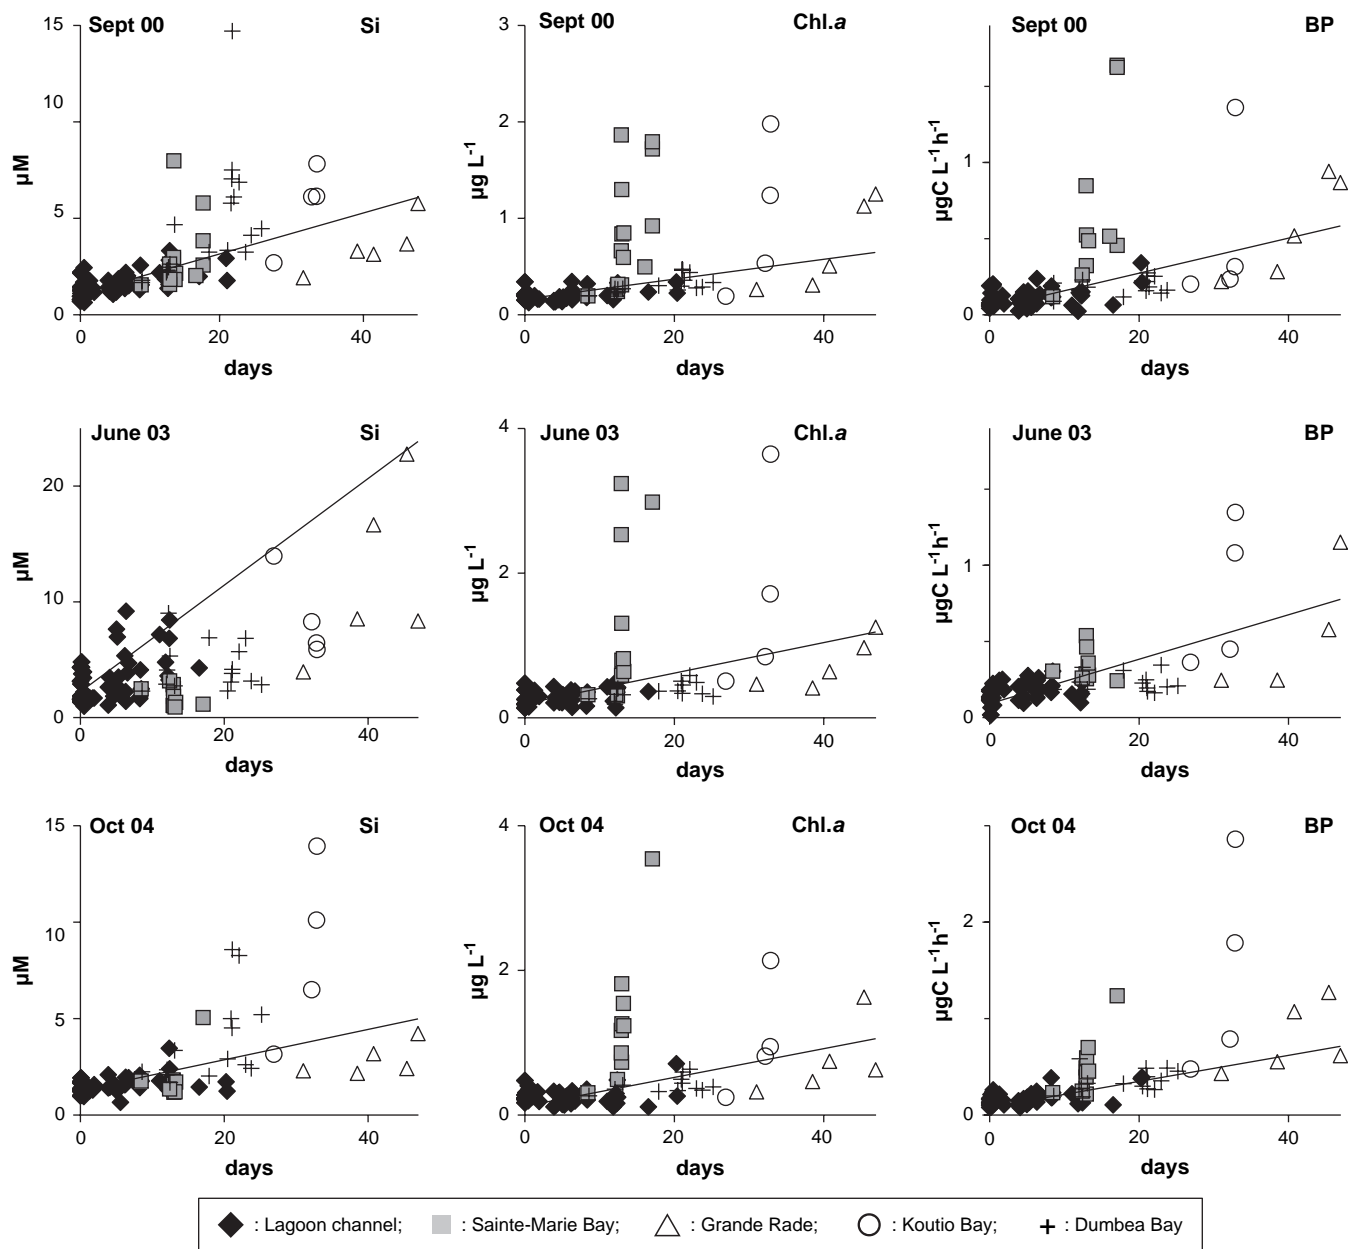 Sept 00 Si
15
10
5
0
µM
0 20 40
days
Sept 00 Chl.a
3
2
1
0
µg L-1
0 20 40
days
Sept 00 BP
1
0
µgC L-1h-1
0 20 40
days
June 03 Si
20
10
0
µM
0 20 40
days
June 03 Chl.a
4
2
0
µg L-1
0 20 40
days
June 03 BP
1
0
µgC L-1h-1
0 20 40
days
Oct 04 Si
15
10
5
0
µM
0 20 40
days
Oct 04 Chl.a
4
2
0
µg L-1
0 20 40
days
Oct 04 BP
2
0
µgC L-1h-1
0 20 40
days
: Lagoon channel; : Sainte-Marie Bay; : Grande Rade; : Koutio Bay; : Dumbea Bay